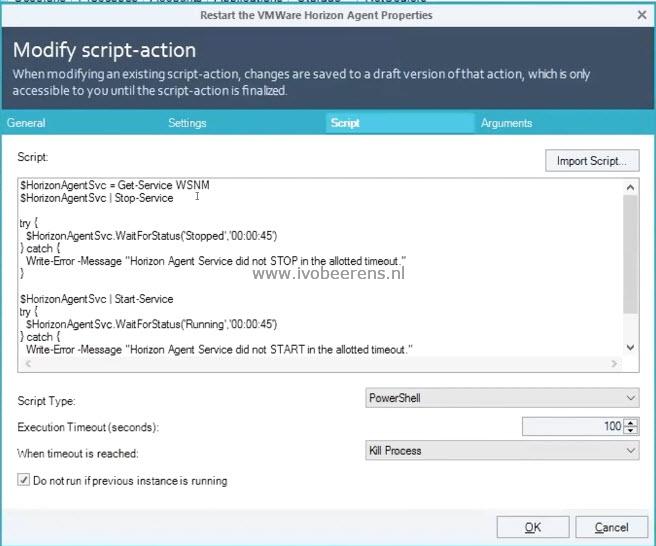 Restart the VMWare Horizon Agent Properties
Modify script-action
When modifying an existing script-action, changes are saved to a draft version of that action, which is only
accessible to you until the script-action is finalized.
General Settings Script Arguments
Script:
Import Script...
$HorizonAgentSvc = Get-Service WSNM
$HorizonAgentSvc | Stop-Service
try {
$HorizonAgentSvc.WaitForStatus('Stopped','00:00:45')
} catch {
Write-Error -Message "Horizon Agent Service did not STOP in the allotted timeout."
}
www.ivobeerens.nl
$HorizonAgentSvc | Start-Service
try {
$HorizonAgentSvc.WaitForStatus('Running','00:00:45')
} catch {
Write-Error -Message "Horizon Agent Service did not START in the allotted timeout."
Script Type: PowerShell
Execution Timeout (seconds): 100
When timeout is reached: Kill Process
Do not run if previous instance is running
OK Cancel